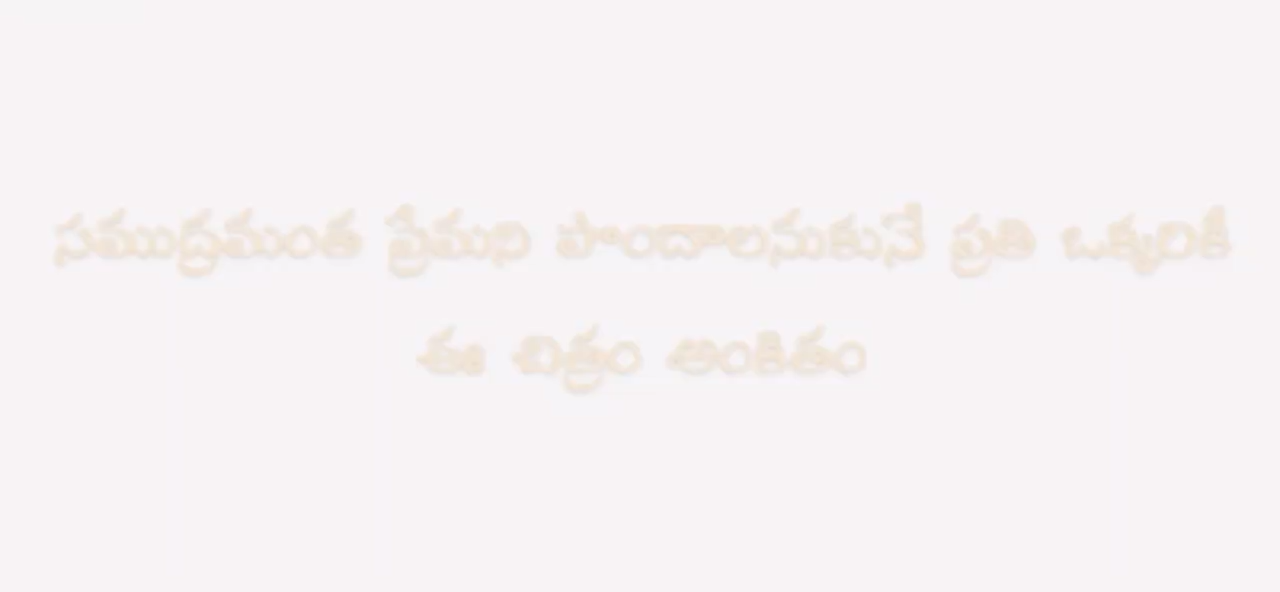 సముద్రమంత ప్రేమని పొందాలనుకునే ప్రతి ఒక్కరికీ
ఈ చిత్రం అంకితం